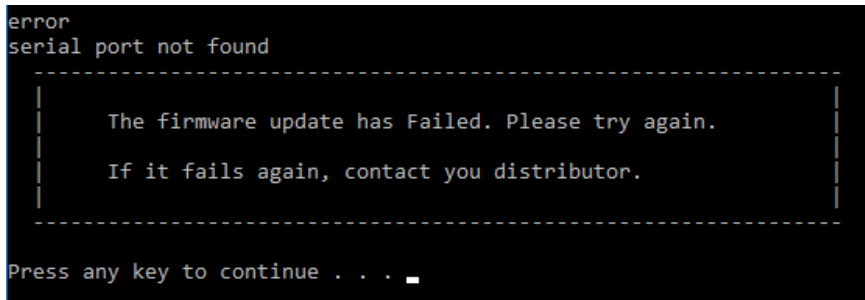 error
serial port not found
The firmware update has Failed. Please try again.
If it fails again, contact you distributor.
Press any key to continue . . .